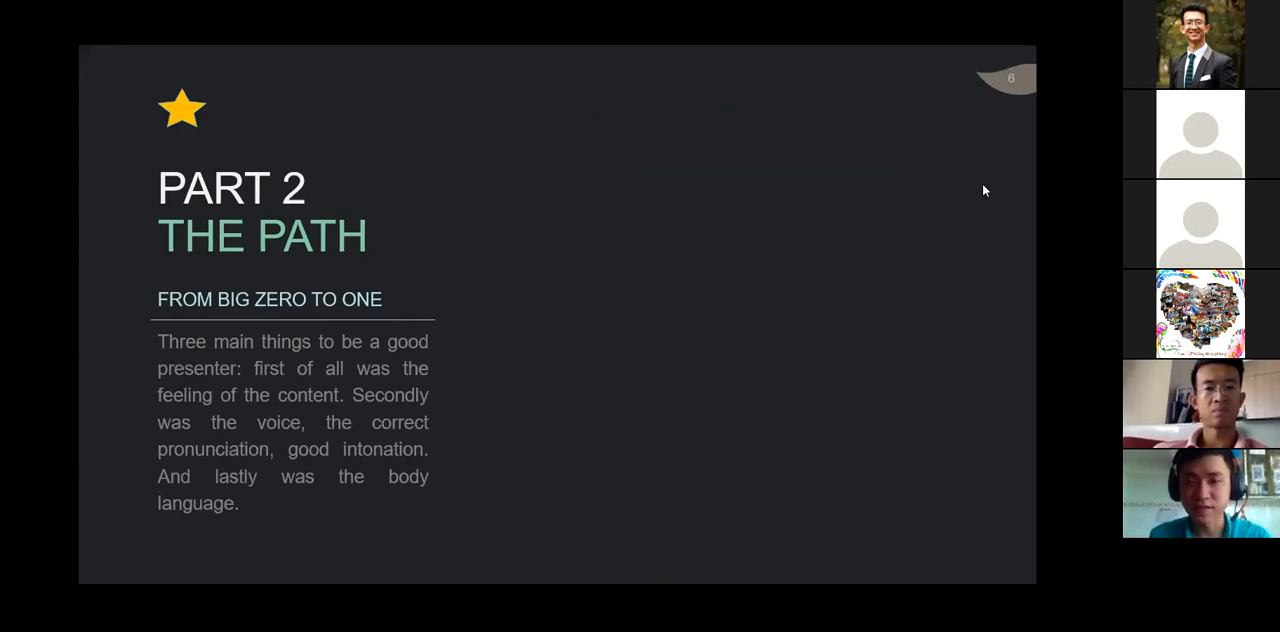 6
PART 2
THE PATH
FROM BIG ZERO TO ONE
Three main things to be a good
presenter: first of all was the
feeling of the content. Secondly
was the voice, the correct
pronunciation, good intonation.
And lastly was the body
language.